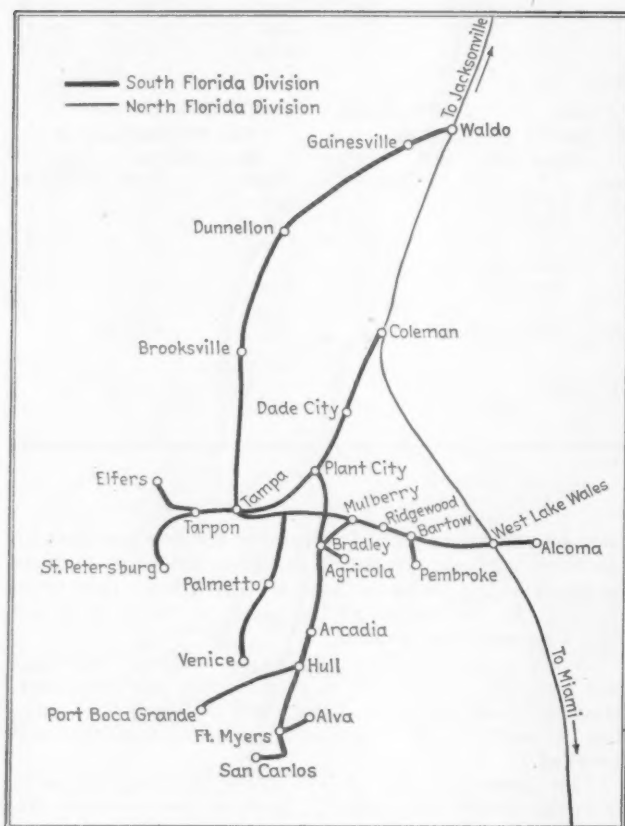 South Florida Division
North Florida Division
To Jacksonville
Waldo
Gainesville
Dunnellon
Coleman
Brooksville
Dade City
Plant City
Elfers
Tampa
Mulberry
Ridgewood
Bartow
West Lake Wales
Tarpon
Bradley
Alcoma
St. Petersburg
Agricola
Pembroke
Palmetto
Arcadia
Venice
Hull
To Miami
Port Boca Grande
Alva
Ft. Myers
San Carlos